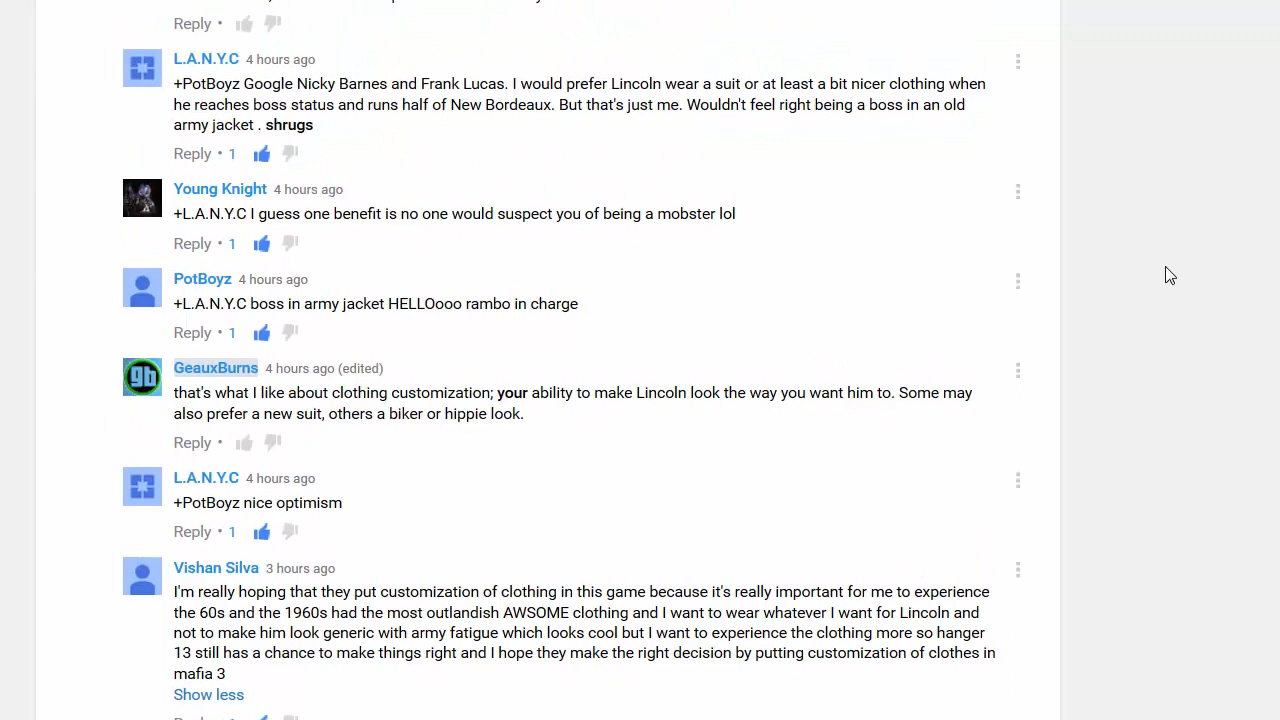 Reply •
L.A.N.Y.C 4 hours ago
+PotBoyz Google Nicky Barnes and Frank Lucas. I would prefer Lincoln wear a suit or at least a bit nicer clothing when
he reaches boss status and runs half of New Bordeaux. But that's just me. Wouldn't feel right being a boss in an old
army jacket . shrugs
Reply • 1
Young Knight 4 hours ago
+L.A.N.Y.C I guess one benefit is no one would suspect you of being a mobster lol
Reply • 1
PotBoyz 4 hours ago
+L.A.N.Y.C boss in army jacket HELLOooo rambo in charge
Reply • 1
gb
GeauxBurns 4 hours ago (edited)
that's what I like about clothing customization; your ability to make Lincoln look the way you want him to. Some may
also prefer a new suit, others a biker or hippie look.
Reply •
L.A.N.Y.C 4 hours ago
+PotBoyz nice optimism
Reply • 1
Vishan Silva 3 hours ago
I'm really hoping that they put customization of clothing in this game because it's really important for me to experience
the 60s and the 1960s had the most outlandish AWSOME clothing and I want to wear whatever I want for Lincoln and
not to make him look generic with army fatigue which looks cool but I want to experience the clothing more so hanger
13 still has a chance to make things right and I hope they make the right decision by putting customization of clothes in
mafia 3
Show less